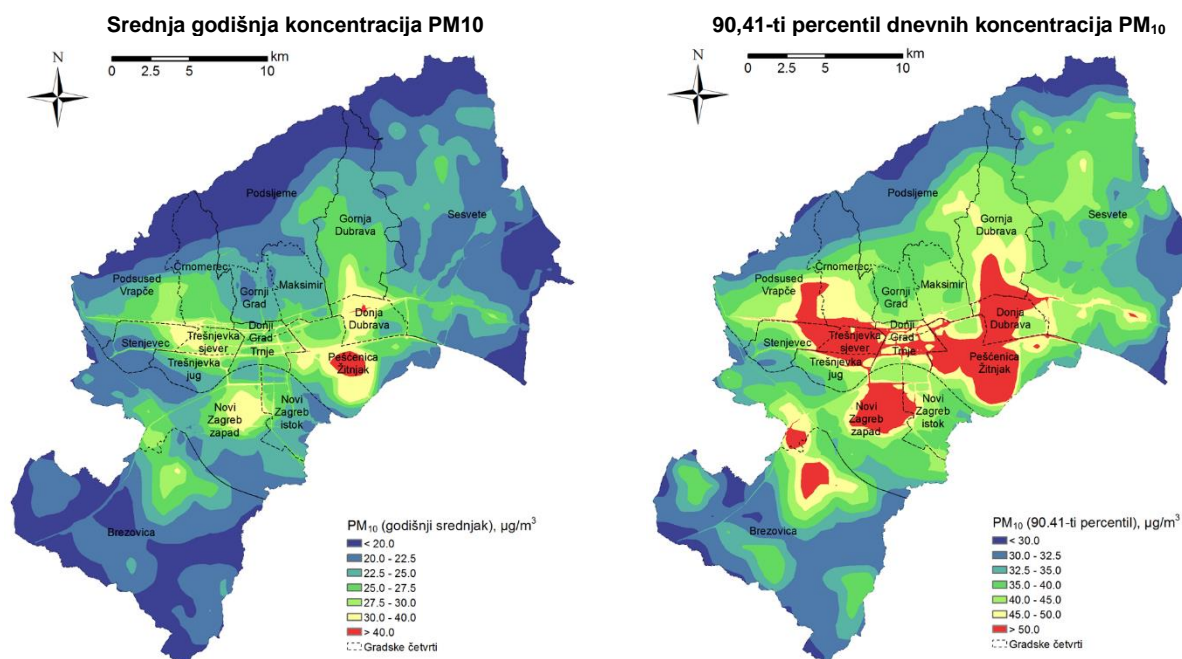 Srednja godišnja koncentracija PM10
N
km
0 2.5 5 10
Podsljeme
Gornja
Dubrava
Sesvete
Podsused
Vrapče
Črnomerec
Gornji
Grad
Maksimir
Donji
Grad
Donja
Dubrava
Stenjevec
Trešnjevka
sjever
Trnje
Trešnjevka
jug
Peščenica
Žitnjak
Novi
Zagreb
zapad
Novi
Zagreb
istok
Brezovica
PM₁₀ (godišnji srednjak), µg/m³
< 20.0
20.0 - 22.5
22.5 - 25.0
25.0 - 27.5
27.5 - 30.0
30.0 - 40.0
> 40.0
Gradske četvrti
90,41-ti percentil dnevnih koncentracija PM₁₀
N
km
0 2.5 5 10
Podsljeme
Gornja
Dubrava
Sesvete
Podsused
Vrapče
Črnomerec
Gornji
Grad
Maksimir
Donji
Grad
Donja
Dubrava
Stenjevec
Trešnjevka
sjever
Trnje
Trešnjevka
jug
Peščenica
Žitnjak
Novi
Zagreb
zapad
Novi
Zagreb
istok
Brezovica
PM₁₀ (90.41-ti percentil), µg/m³
< 30.0
30.0 - 32.5
32.5 - 35.0
35.0 - 40.0
40.0 - 45.0
45.0 - 50.0
> 50.0
Gradske četvrti